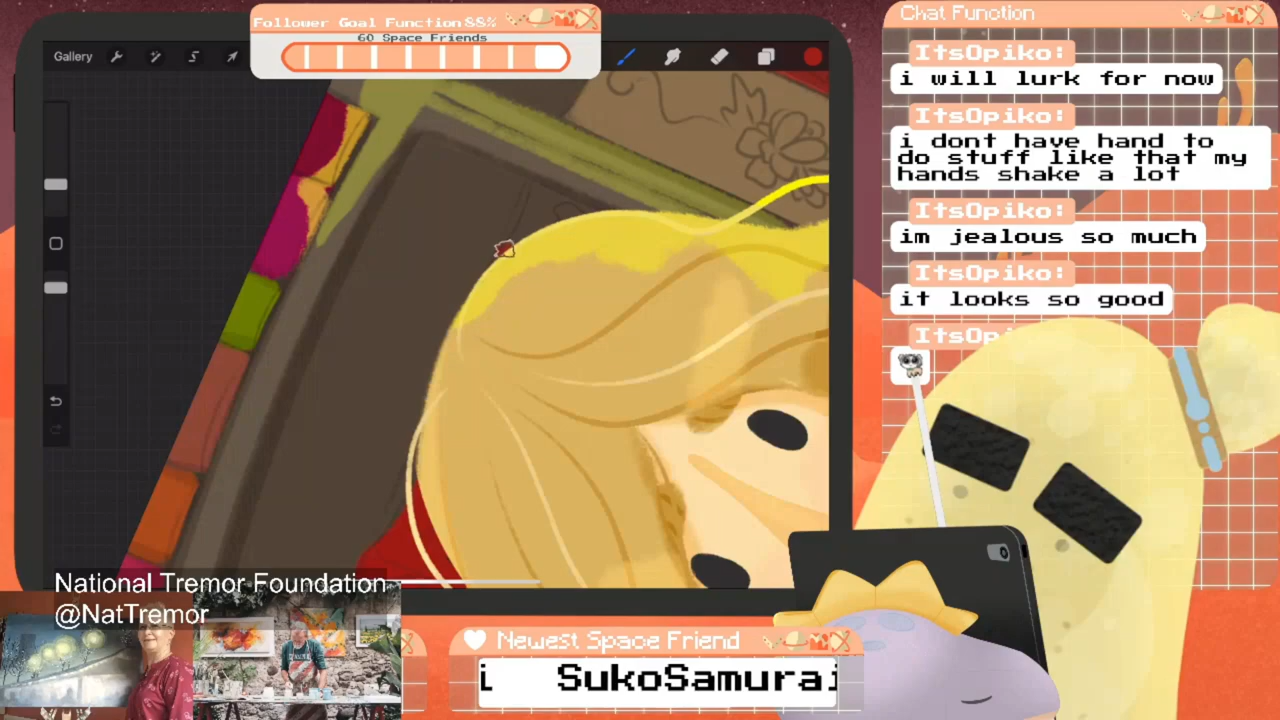 Follower Goal Function 88%
60 Space Friends
Gallery
Chat Function
ItsOpiko:
i will lurk for now
ItsOpiko:
i dont have hand to
do stuff like that my
hands shake a lot
ItsOpiko:
im jealous so much
ItsOpiko:
it looks so good
ItsOp
National Tremor Foundation
@NatTremor
Newest Space Friend
i SukoSamurai